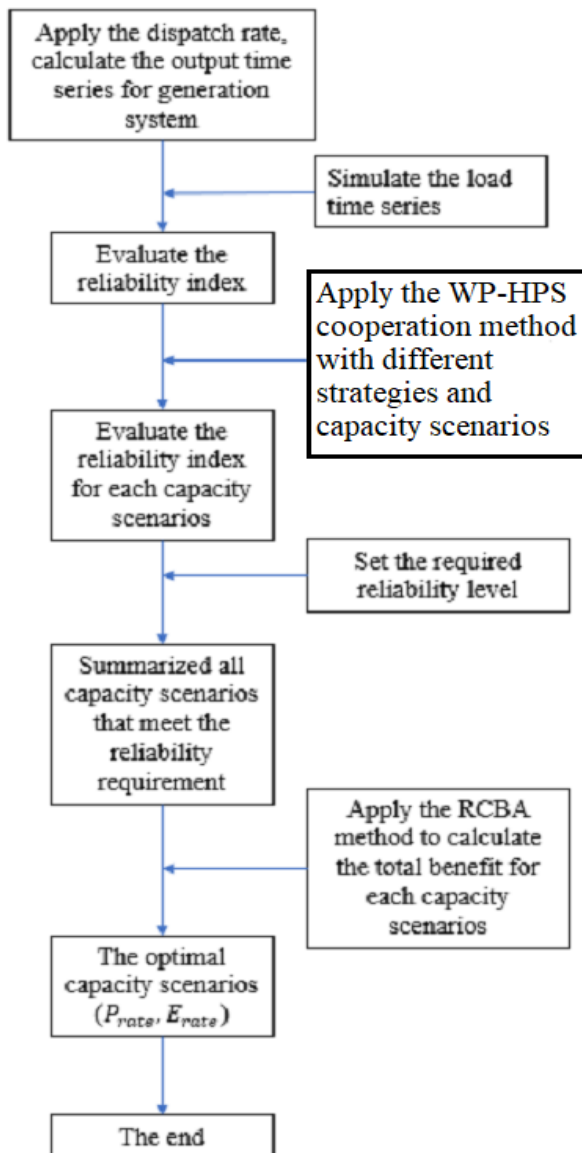 Apply the dispatch rate,
calculate the output time
series for generation
system
Simulate the load
time series
Evaluate the
reliability index
Apply the WP-HPS
cooperation method
with different
strategies and
capacity scenarios
Evaluate the
reliability index
for each capacity
scenarios
Set the required
reliability level
Summarized all
capacity scenarios
that meet the
reliability
requirement
Apply the RCBA
method to calculate
the total benefit for
each capacity
scenarios
The optimal
capacity scenarios
(P_rate, E_rate)
The end